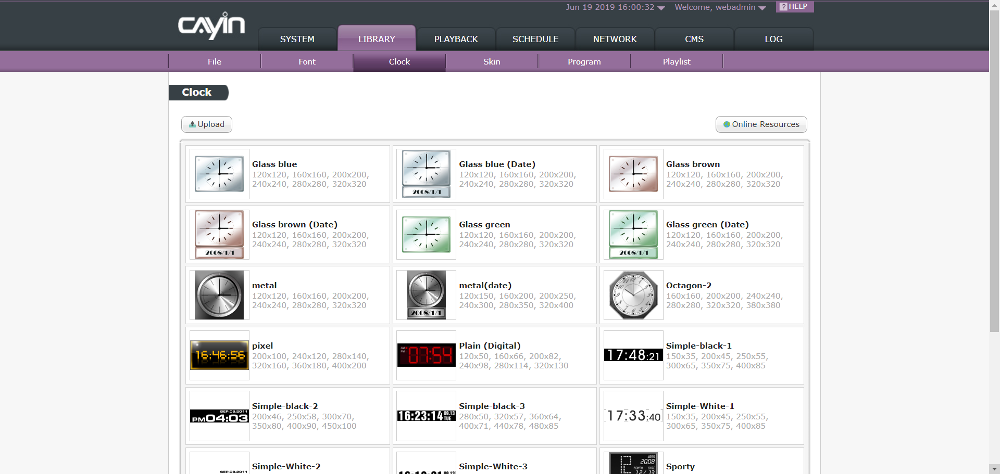 Jun 19 2019 16:00:32 Welcome, webadmin ? HELP
CAYIN
SYSTEM LIBRARY PLAYBACK SCHEDULE NETWORK CMS LOG
File Font Clock Skin Program Playlist
Clock
Upload Online Resources
Glass blue
120x120, 160x160, 200x200,
240x240, 280x280, 320x320
2008/1/1
Glass blue (Date)
120x120, 160x160, 200x200,
240x240, 280x280, 320x320
Glass brown
120x120, 160x160, 200x200,
240x240, 280x280, 320x320
2008/1/1
Glass brown (Date)
120x120, 160x160, 200x200,
240x240, 280x280, 320x320
Glass green
120x120, 160x160, 200x200,
240x240, 280x280, 320x320
2008/1/1
Glass green (Date)
120x120, 160x160, 200x200,
240x240, 280x280, 320x320
metal
120x120, 160x160, 200x200,
240x240, 280x280, 320x320
2008/1/1
metal(date)
120x150, 160x200, 200x250,
240x300, 280x350, 320x400
Octagon-2
160x160, 200x200, 240x240,
280x280, 320x320, 380x380
16:46:56
pixel
200x100, 240x120, 280x140,
320x160, 360x180, 400x200
AM
PM
07:54
Plain (Digital)
120x50, 160x66, 200x82,
240x98, 280x114, 320x130
17:48:21
Simple-black-1
150x35, 200x45, 250x55,
300x65, 350x75, 400x85
SEP.09.2011
PM04:03
Simple-black-2
200x46, 250x58, 300x70,
350x80, 400x90, 450x100
16:23:14 09.13
TUE
Simple-black-3
280x50, 320x57, 360x64,
400x71, 440x78, 480x85
17:33:40
Simple-White-1
150x35, 200x45, 250x55,
300x65, 350x75, 400x85
SEP.09.2011
Simple-White-2
09.13
Simple-White-3
YEAR
2008
MONTH DATE
12/13
Sporty